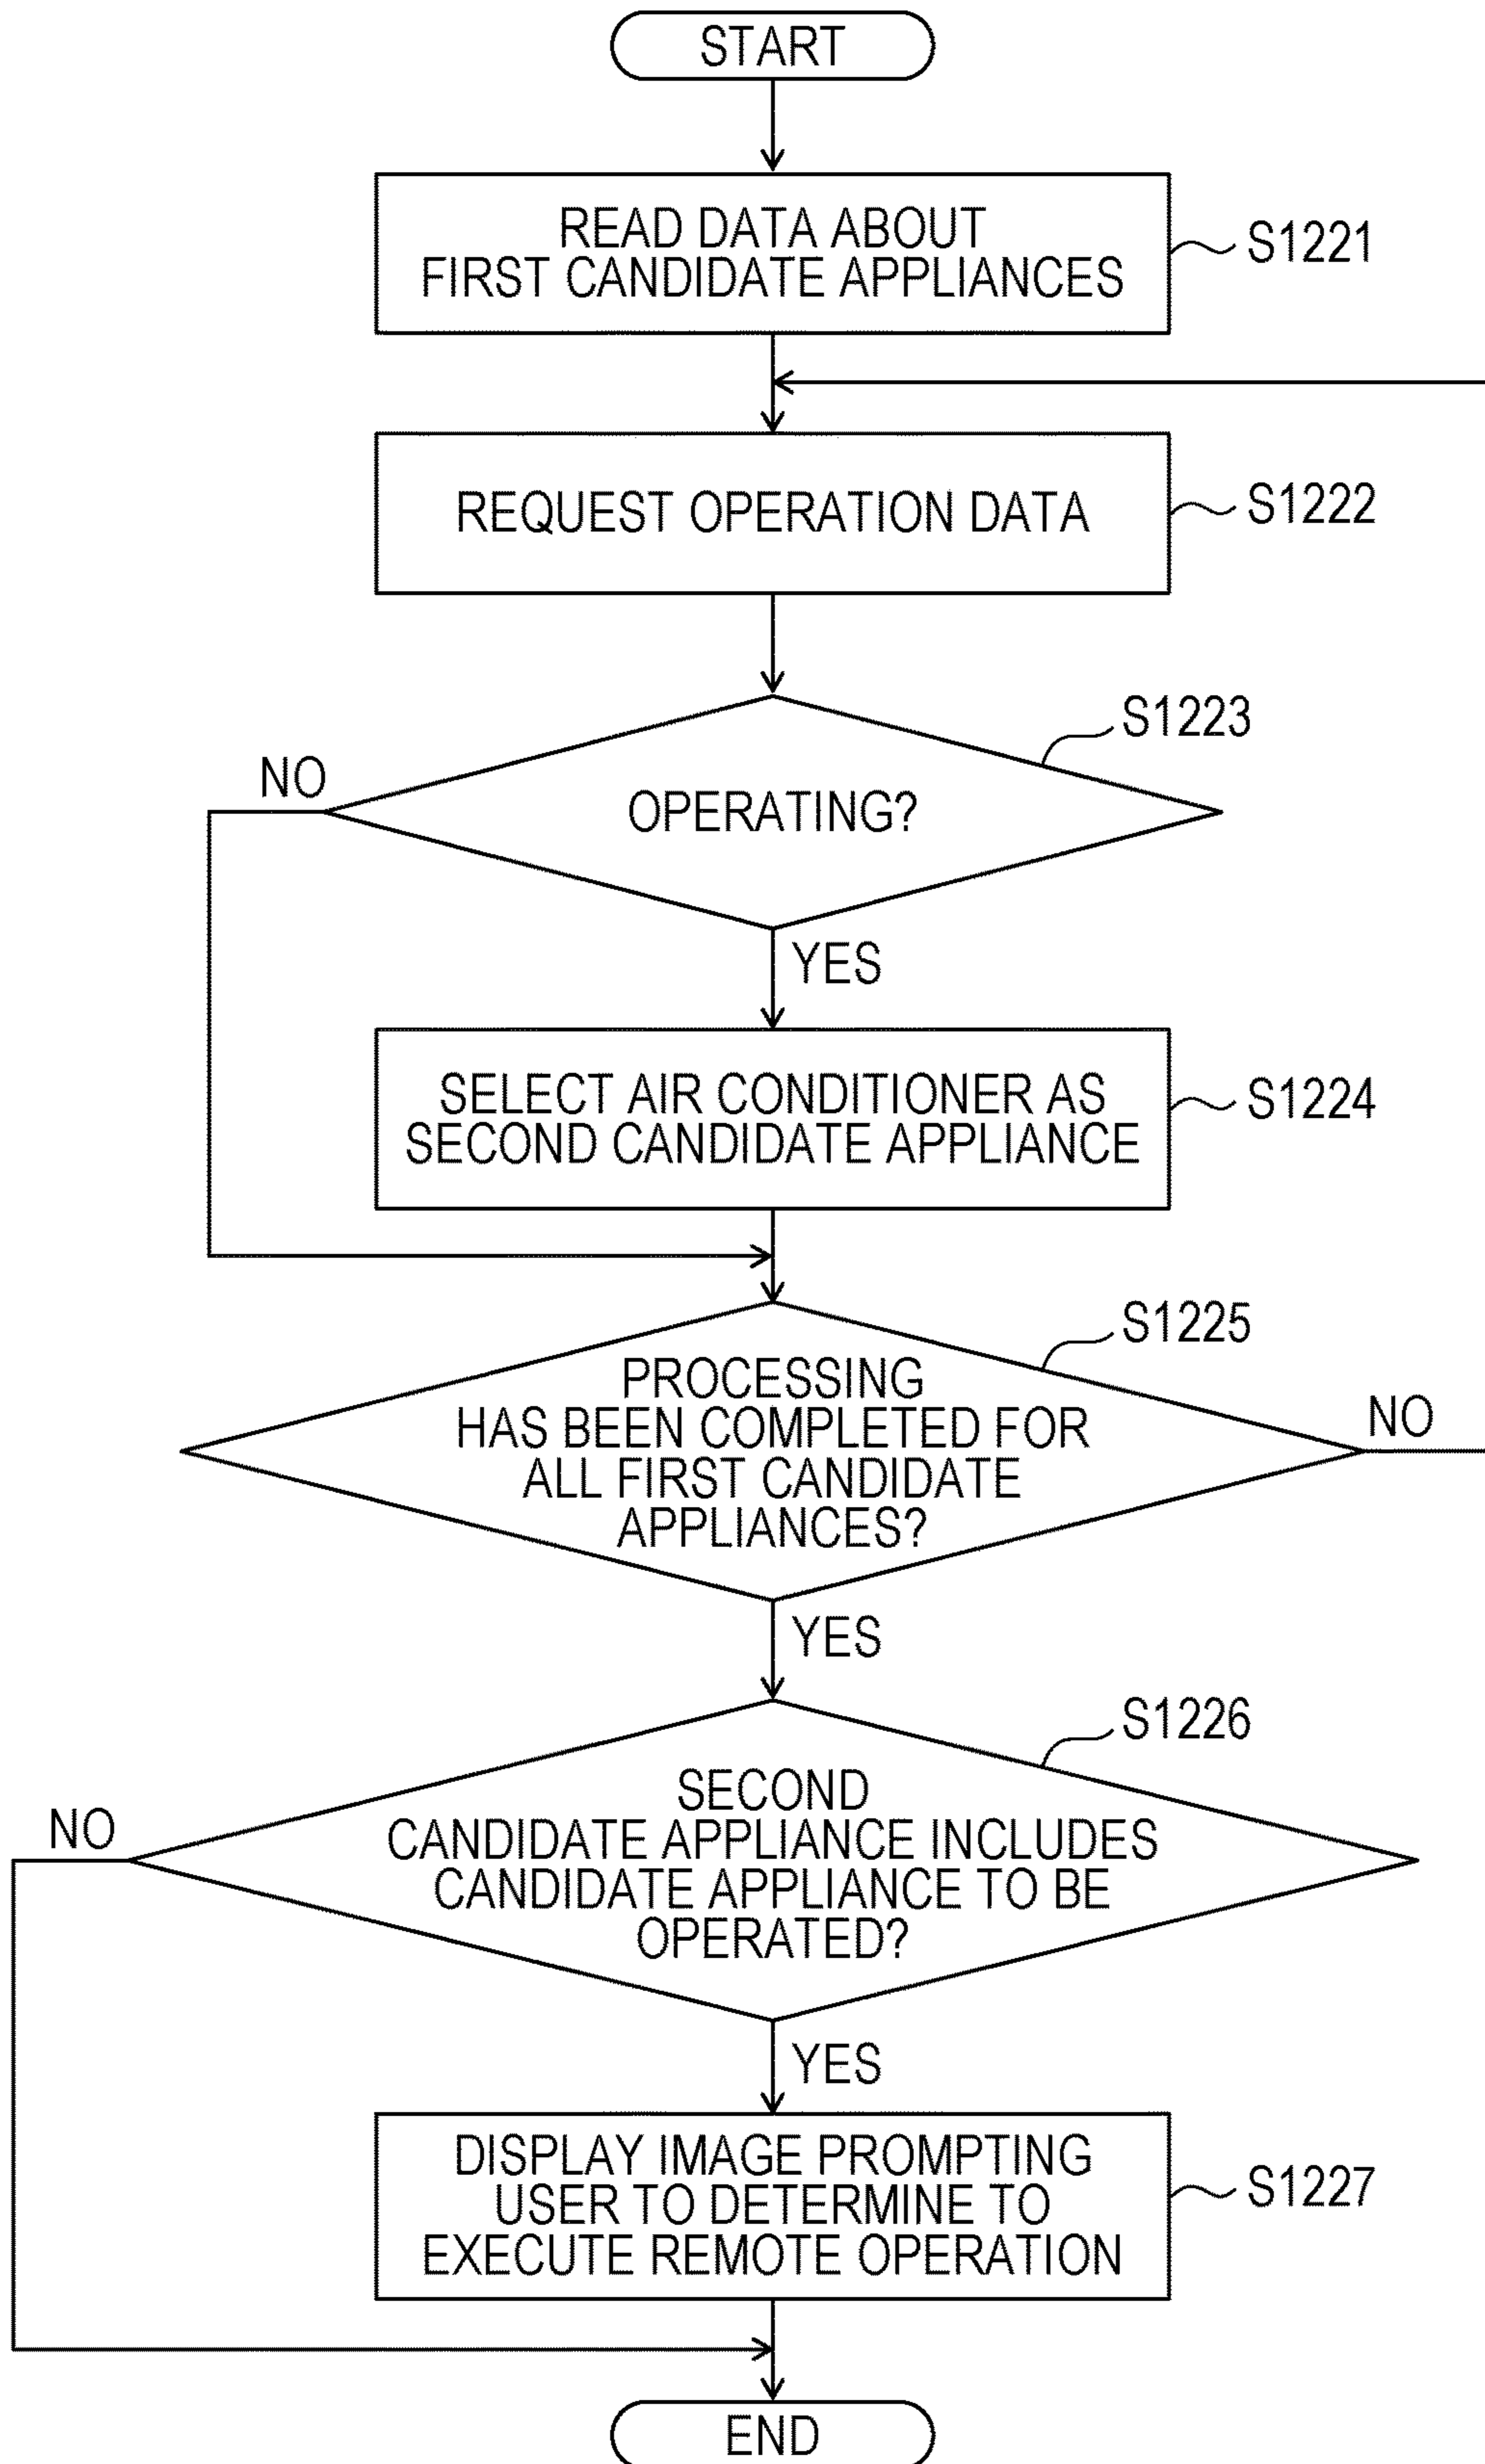 START
READ DATA ABOUT
FIRST CANDIDATE APPLIANCES
S1221
REQUEST OPERATION DATA
S1222
S1223
NO
OPERATING?
YES
SELECT AIR CONDITIONER AS
SECOND CANDIDATE APPLIANCE
S1224
S1225
PROCESSING
HAS BEEN COMPLETED FOR
ALL FIRST CANDIDATE
APPLIANCES?
NO
YES
S1226
SECOND
CANDIDATE APPLIANCE INCLUDES
CANDIDATE APPLIANCE TO BE
OPERATED?
NO
YES
DISPLAY IMAGE PROMPTING
USER TO DETERMINE TO
EXECUTE REMOTE OPERATION
S1227
END